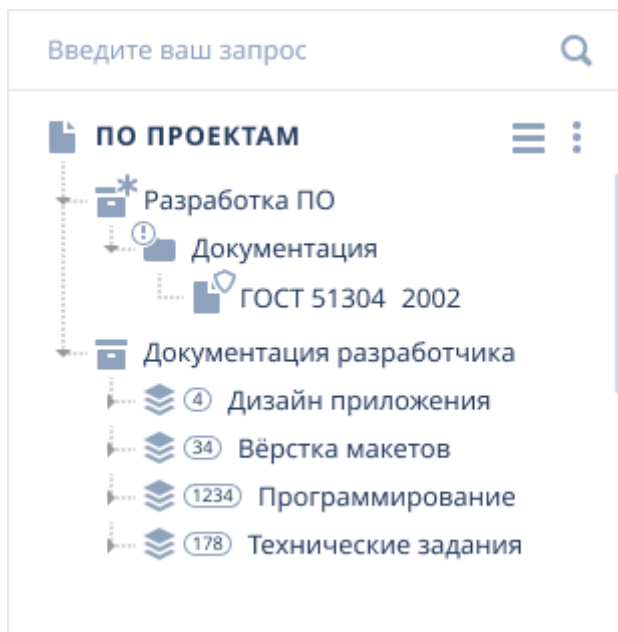 Введите ваш запрос
ПО ПРОЕКТАМ
Разработка ПО
Документация
ГОСТ 51304 2002
Документация разработчика
4 Дизайн приложения
34 Вёрстка макетов
1234 Программирование
178 Технические задания